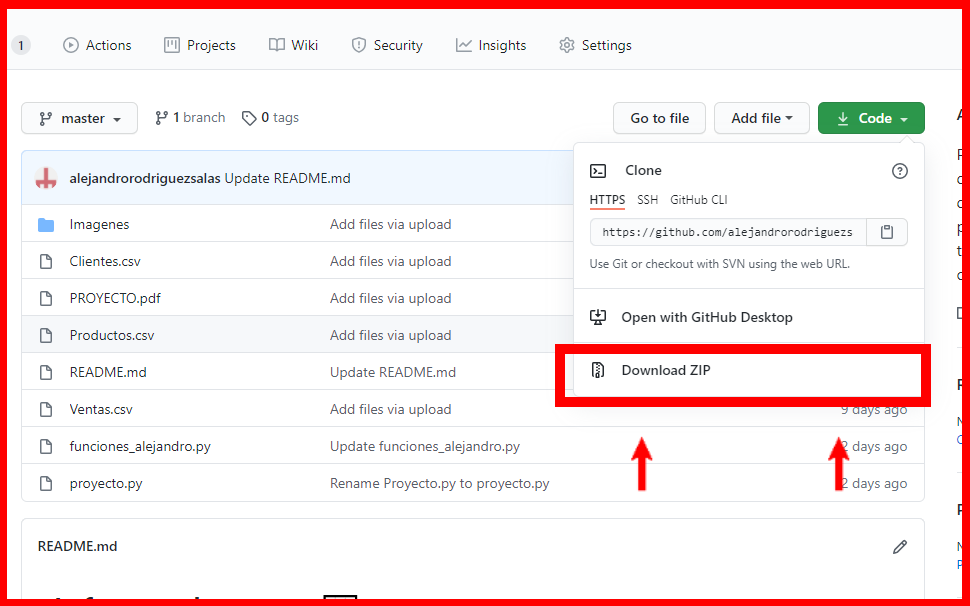 1 Actions Projects Wiki Security Insights Settings
master 1 branch 0 tags Go to file Add file Code
alejandrorodriguezsalas Update README.md
Imagenes Add files via upload
Clientes.csv Add files via upload
PROYECTO.pdf Add files via upload
Productos.csv Add files via upload
README.md Update README.md
Ventas.csv Add files via upload 9 days ago
funciones_alejandro.py Update funciones_alejandro.py 2 days ago
proyecto.py Rename Proyecto.py to proyecto.py 2 days ago
Clone
HTTPS SSH GitHub CLI
https://github.com/alejandrorodriguezs
Use Git or checkout with SVN using the web URL.
Open with GitHub Desktop
Download ZIP
README.md